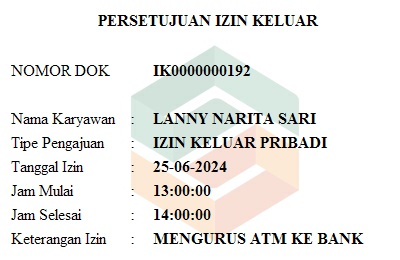 PERSETUJUAN IZIN KELUAR
NOMOR DOK IK0000000192
Nama Karyawan : LANNY NARITA SARI
Tipe Pengajuan : IZIN KELUAR PRIBADI
Tanggal Izin : 25-06-2024
Jam Mulai : 13:00:00
Jam Selesai : 14:00:00
Keterangan Izin : MENGURUS ATM KE BANK